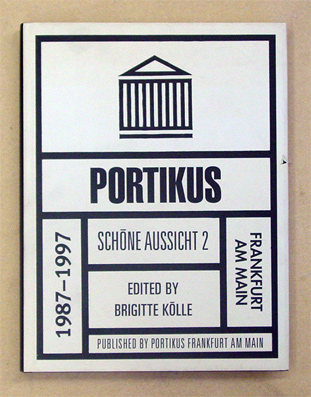 PORTIKUS
1987–1997
SCHÖNE AUSSICHT 2
EDITED BY
BRIGITTE KÖLLE
FRANKFURT
AM MAIN
PUBLISHED BY PORTIKUS FRANKFURT AM MAIN